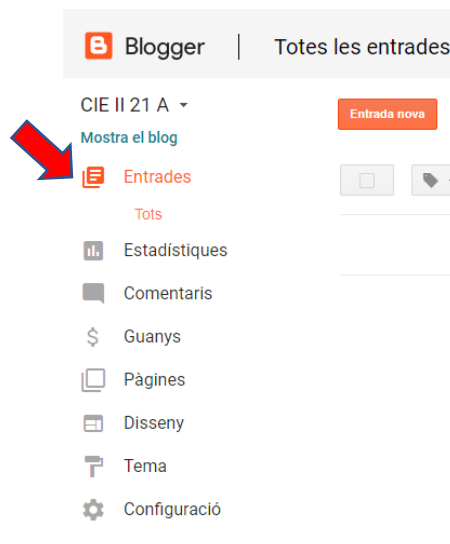 Blogger | Totes les entrades
CIE II 21 A
Mostra el blog
Entrada nova
Entrades
Tots
Estadístiques
Comentaris
Guanys
Pàgines
Disseny
Tema
Configuració